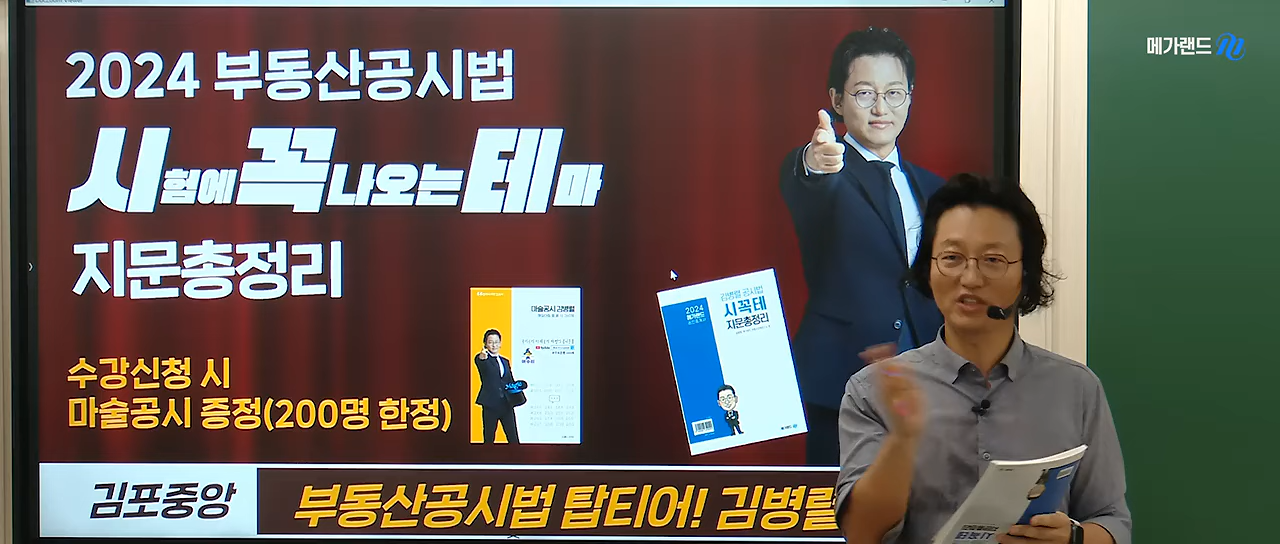 메가랜드
2024 부동산공시법
시험에 꼭나오는테마
지문총정리
수강신청 시
마술공시 증정(200명 한정)
마술공시 김병렬
2024
메가랜드
김병렬 공시법
시꼭테
지문총정리
김포중앙
부동산공시법 탑티어! 김병렬